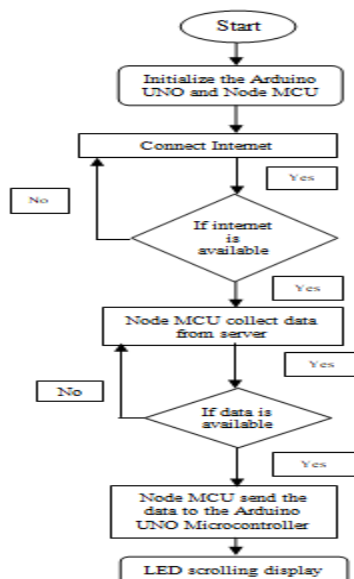 Start
Initialize the Arduino
UNO and Node MCU
Connect Internet
Yes
No
If internet
is
available
Yes
Node MCU collect data
from server
Yes
No
If data is
available
Yes
Node MCU send the
data to the Arduino
UNO Microcontroller
LED scrolling display